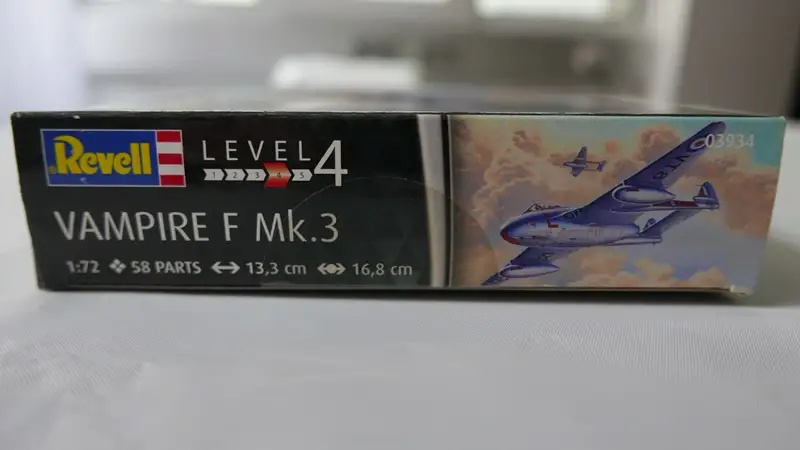 Revell
LEVEL 4
1 2 3 4 5
VAMPIRE F Mk.3
1:72 58 PARTS 13,3 cm 16,8 cm
03934